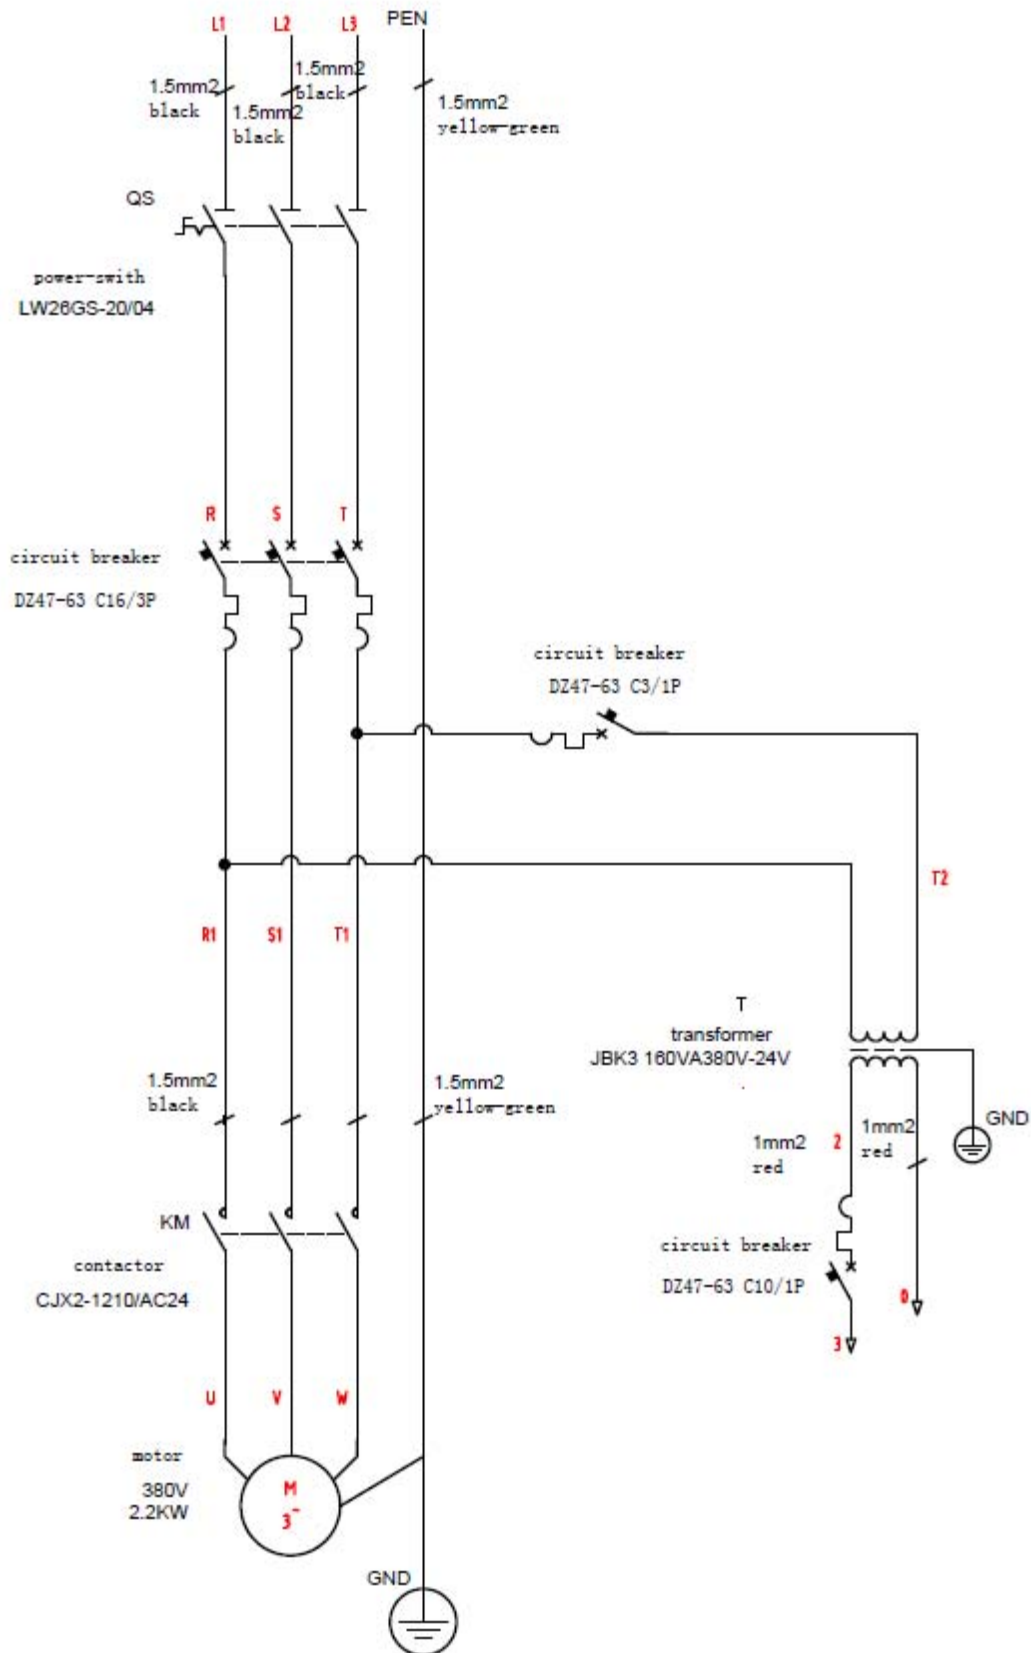 L1
L2
L3
PEN
1.5mm2
black
1.5mm2
black
1.5mm2
black
1.5mm2
yellow-green
QS
power-swith
LW26GS-20/04
R
S
T
circuit breaker
DZ47-63 C16/3P
circuit breaker
DZ47-63 C3/1P
T2
R1
S1
T1
T
transformer
JBK3 160VA380V-24V
1.5mm2
black
1.5mm2
yellow-green
GND
1mm2
red
2
1mm2
red
KM
contactor
CJX2-1210/AC24
circuit breaker
DZ47-63 C10/1P
0
3
U
V
W
motor
380V
2.2KW
M
3~
GND